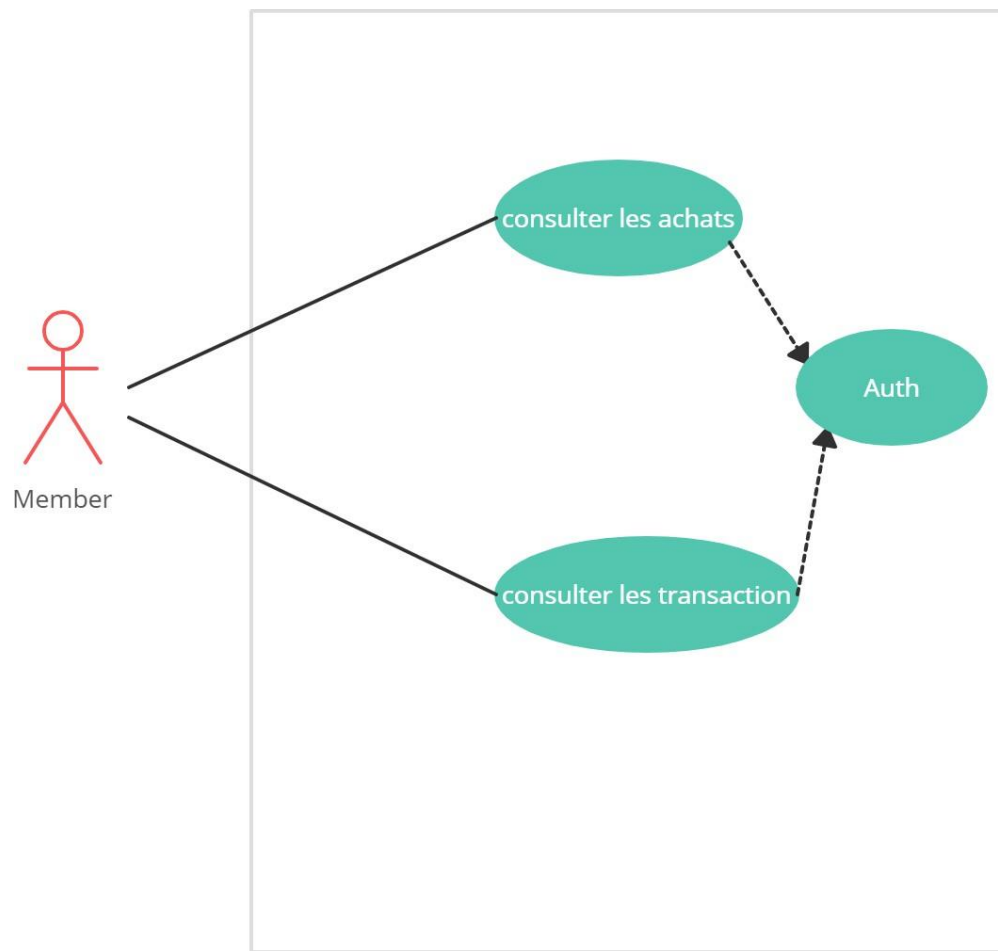 consulter les achats
Auth
Member
consulter les transaction